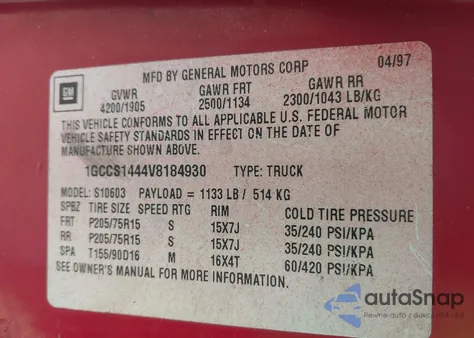 MFD BY GENERAL MOTORS CORP 04/97
GM
GVWR GAWR FRT GAWR RR
4200/1905 2500/1134 2300/1043 LB/KG
THIS VEHICLE CONFORMS TO ALL APPLICABLE U.S. FEDERAL MOTOR
VEHICLE SAFETY STANDARDS IN EFFECT ON THE DATE OF
MANUFACTURE SHOWN ABOVE.
1GCCS1444V8184930 TYPE: TRUCK
MODEL: S10603 PAYLOAD = 1133 LB / 514 KG
SPBZ TIRE SIZE SPEED RTG RIM COLD TIRE PRESSURE
FRT P205/75R15 S 15X7J 35/240 PSI/KPA
RR P205/75R15 S 15X7J 35/240 PSI/KPA
SPA T155/90D16 M 16X4T 60/420 PSI/KPA
SEE OWNER'S MANUAL FOR MORE INFORMATION.
autoSnap